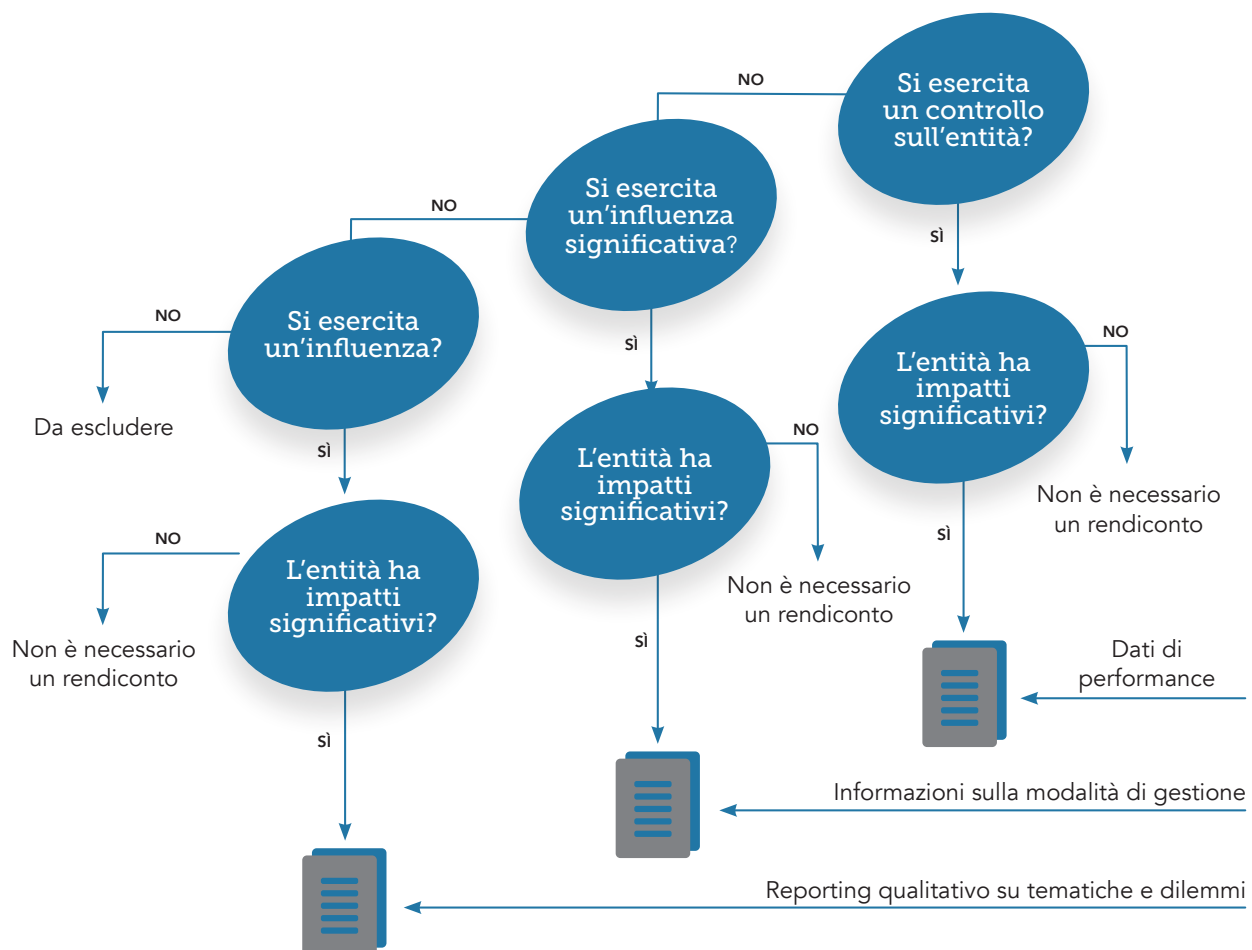 Si esercita
un controllo
sull'entità?
NO
Si esercita
un'influenza
significativa?
NO
SÌ
Si esercita
un'influenza?
NO
L'entità ha
impatti
significativi?
NO
SÌ
Da escludere
SÌ
L'entità ha
impatti
significativi?
NO
Non è necessario
un rendiconto
SÌ
L'entità ha
impatti
significativi?
NO
Non è necessario
un rendiconto
SÌ
Non è necessario
un rendiconto
Dati di
performance
SÌ
Informazioni sulla modalità di gestione
Reporting qualitativo su tematiche e dilemmi